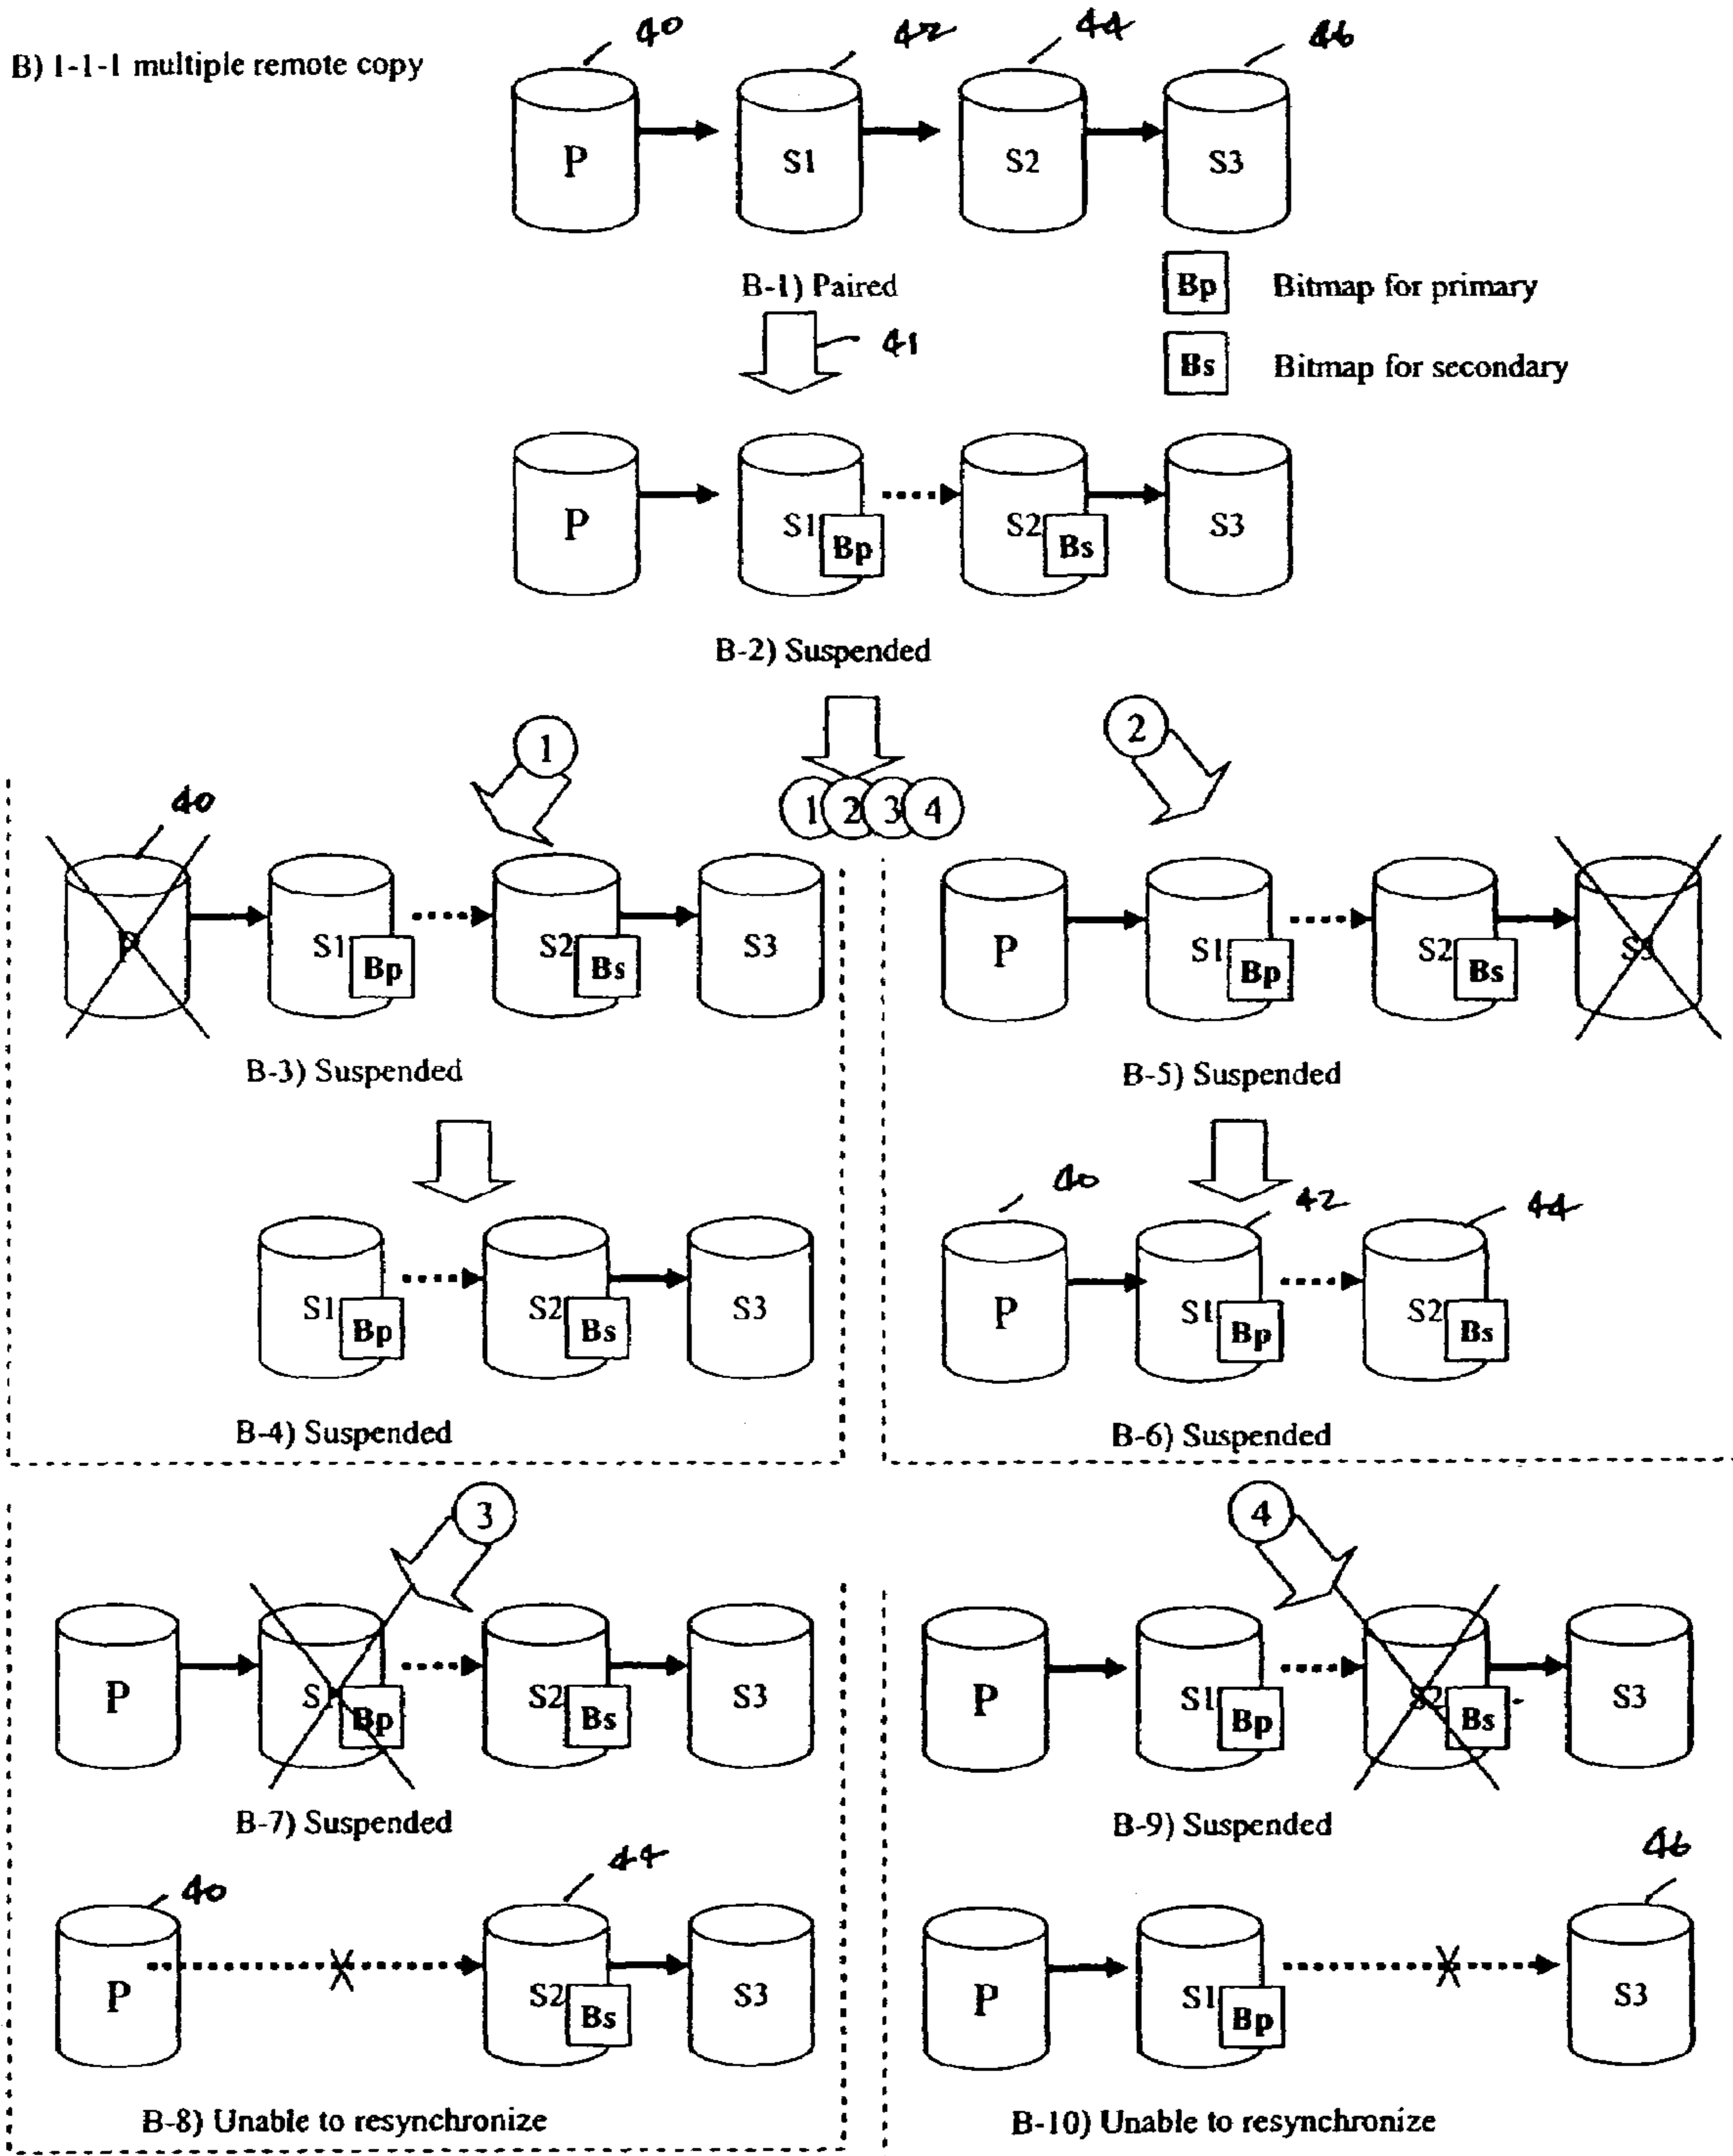 B) 1-1-1 multiple remote copy
40 42 44 46
P S1 S2 S3
B-1) Paired
Bp Bitmap for primary
41
Bs Bitmap for secondary
P S1 Bp S2 Bs S3
B-2) Suspended
1 2
1 2 3 4
40
P S1 Bp S2 Bs S3
B-3) Suspended
P S1 Bp S2 Bs S3
B-5) Suspended
S1 Bp S2 Bs S3
B-4) Suspended
40 42 44
P S1 Bp S2 Bs
B-6) Suspended
3
P S1 Bp S2 Bs S3
B-7) Suspended
4
P S1 Bp S2 Bs S3
B-9) Suspended
40 44
P S2 Bs S3
B-8) Unable to resynchronize
46
P S1 Bp S3
B-10) Unable to resynchronize